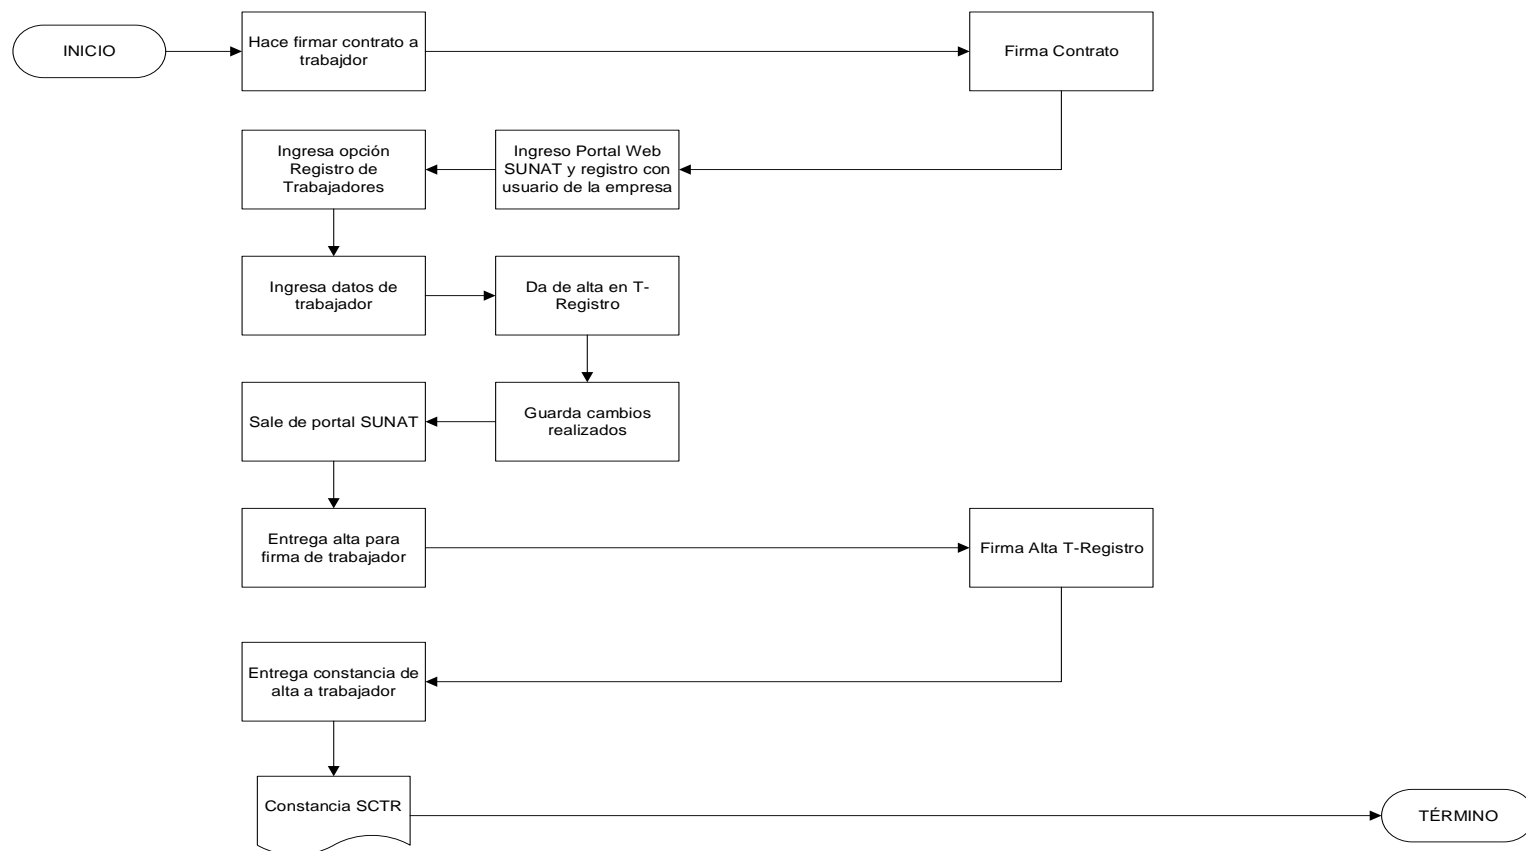 INICIO
Hace firmar contrato a
trabajdor
Firma Contrato
Ingreso Portal Web
SUNAT y registro con
usuario de la empresa
Ingresa opción
Registro de
Trabajadores
Ingresa datos de
trabajador
Da de alta en T-
Registro
Guarda cambios
realizados
Sale de portal SUNAT
Entrega alta para
firma de trabajador
Firma Alta T-Registro
Entrega constancia de
alta a trabajador
Constancia SCTR
TÉRMINO